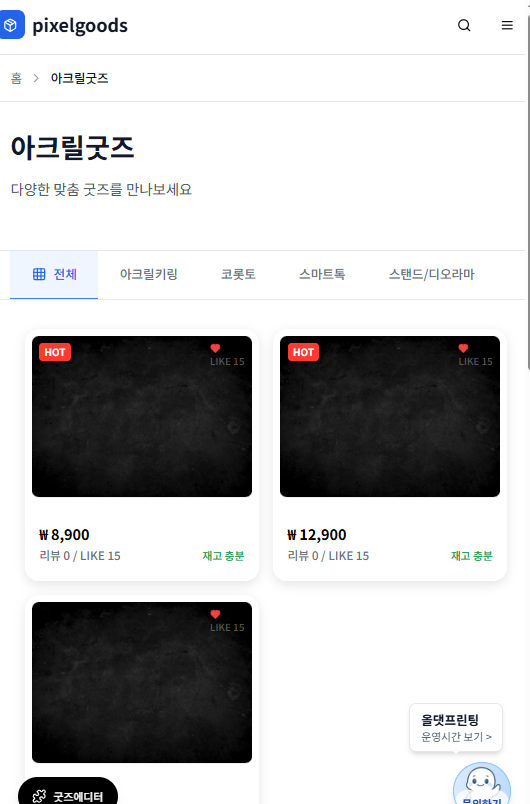 pixelgoods
홈 > 아크릴굿즈
아크릴굿즈
다양한 맞춤 굿즈를 만나보세요
전체 아크릴키링 코롯토 스마트톡 스탠드/디오라마
HOT LIKE 15 HOT LIKE 15
₩ 8,900 ₩ 12,900
리뷰 0 / LIKE 15 재고 충분 리뷰 0 / LIKE 15 재고 충분
LIKE 15
올댓프린팅
운영시간 보기 >
굿즈에디터
문의하기